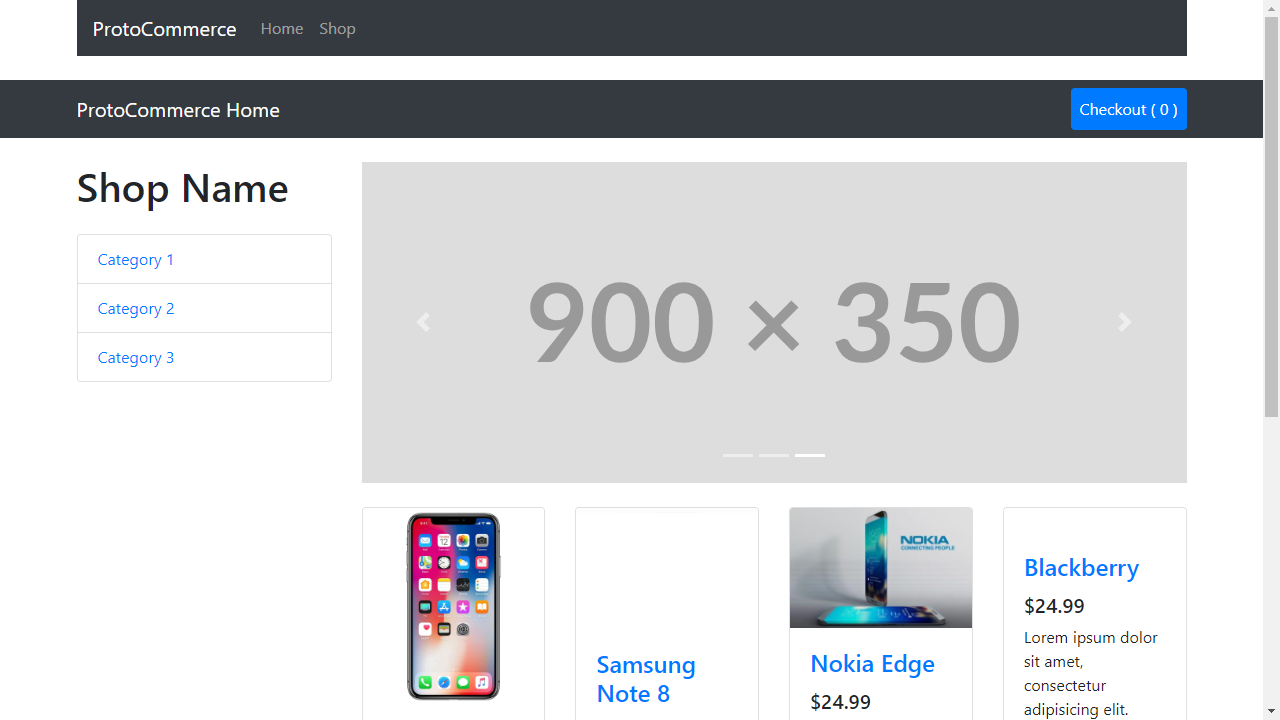 ProtoCommerce Home Shop
ProtoCommerce Home
Checkout ( 0 )
Shop Name
Category 1
Category 2
Category 3
900 × 350
NOKIA
CONNECTING PEOPLE
Samsung
Note 8
Nokia Edge
$24.99
Blackberry
$24.99
Lorem ipsum dolor
sit amet,
consectetur
adipisicing elit.